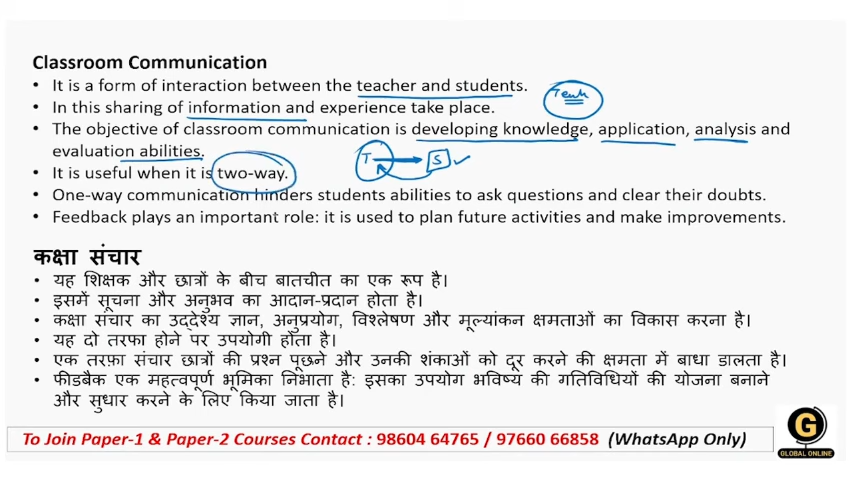 Classroom Communication
• It is a form of interaction between the teacher and students.
• In this sharing of information and experience take place.
• The objective of classroom communication is developing knowledge, application, analysis and
evaluation abilities.
T S
• It is useful when it is two-way.
• One-way communication hinders students abilities to ask questions and clear their doubts.
• Feedback plays an important role: it is used to plan future activities and make improvements.
कक्षा संचार
• यह शिक्षक और छात्रों के बीच बातचीत का एक रूप है।
• इसमें सूचना और अनुभव का आदान-प्रदान होता है।
• कक्षा संचार का उद्देश्य ज्ञान, अनुप्रयोग, विश्लेषण और मूल्यांकन क्षमताओं का विकास करना है।
• यह दो तरफा होने पर उपयोगी होता है।
• एक तरफ़ा संचार छात्रों की प्रश्न पूछने और उनकी शंकाओं को दूर करने की क्षमता में बाधा डालता है।
• फीडबैक एक महत्वपूर्ण भूमिका निभाता है: इसका उपयोग भविष्य की गतिविधियों की योजना बनाने
और सुधार करने के लिए किया जाता है।
To Join Paper-1 & Paper-2 Courses Contact : 98604 64765 / 97660 66858 (WhatsApp Only)
G
GLOBAL ONLINE